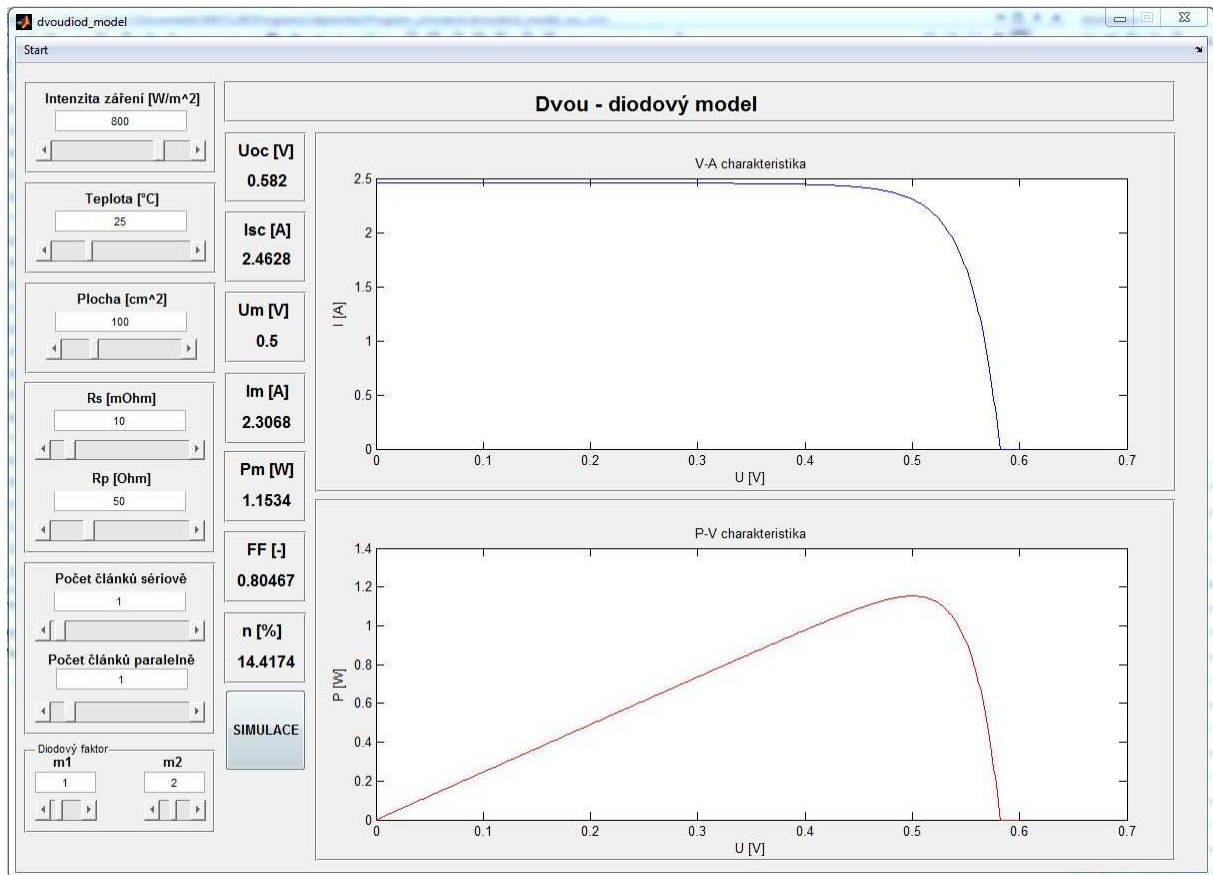 dvoudiod_model
Start
Intenzita záření [W/m^2]
800
Teplota [°C]
25
Plocha [cm^2]
100
Rs [mOhm]
10
Rp [Ohm]
50
Počet článků sériově
1
Počet článků paralelně
1
Diodový faktor
m1
m2
1
2
Uoc [V]
0.582
Isc [A]
2.4628
Um [V]
0.5
Im [A]
2.3068
Pm [W]
1.1534
FF [-]
0.80467
n [%]
14.4174
SIMULACE
Dvou - diodový model
V-A charakteristika
I [A]
2.5
2
1.5
1
0.5
0
0 0.1 0.2 0.3 0.4 0.5 0.6 0.7
U [V]
P-V charakteristika
P [W]
1.4
1.2
1
0.8
0.6
0.4
0.2
0
0 0.1 0.2 0.3 0.4 0.5 0.6 0.7
U [V]